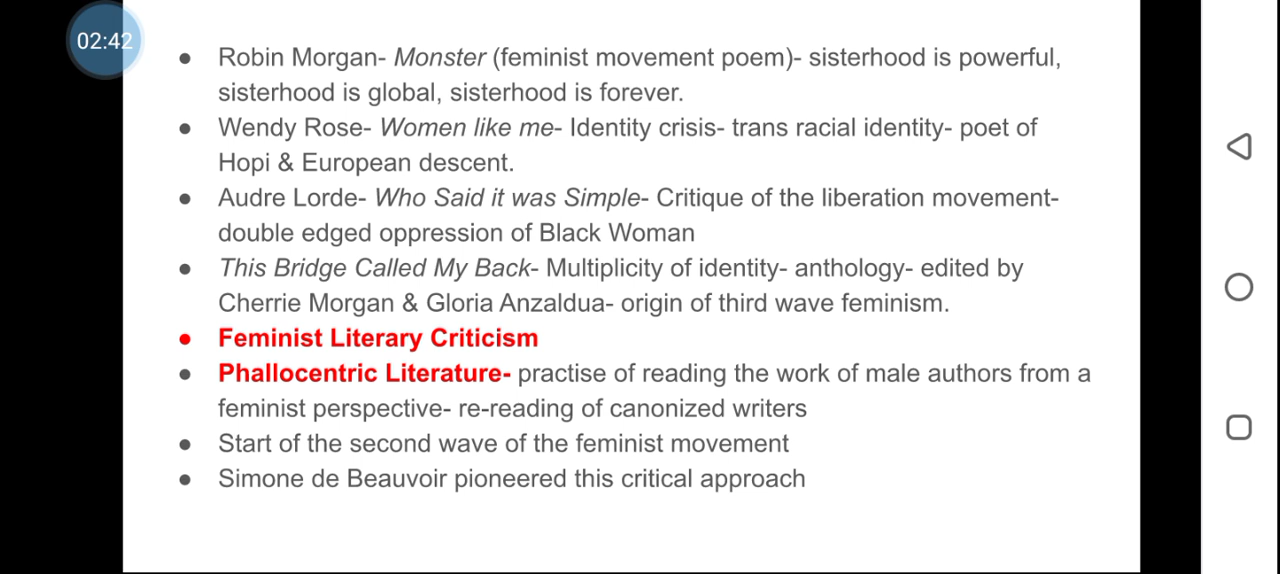 02:42
● Robin Morgan- Monster (feminist movement poem)- sisterhood is powerful,
sisterhood is global, sisterhood is forever.
● Wendy Rose- Women like me- Identity crisis- trans racial identity- poet of
Hopi & European descent.
● Audre Lorde- Who Said it was Simple- Critique of the liberation movement-
double edged oppression of Black Woman
● This Bridge Called My Back- Multiplicity of identity- anthology- edited by
Cherrie Morgan & Gloria Anzaldua- origin of third wave feminism.
● Feminist Literary Criticism
● Phallocentric Literature- practise of reading the work of male authors from a
feminist perspective- re-reading of canonized writers
● Start of the second wave of the feminist movement
● Simone de Beauvoir pioneered this critical approach